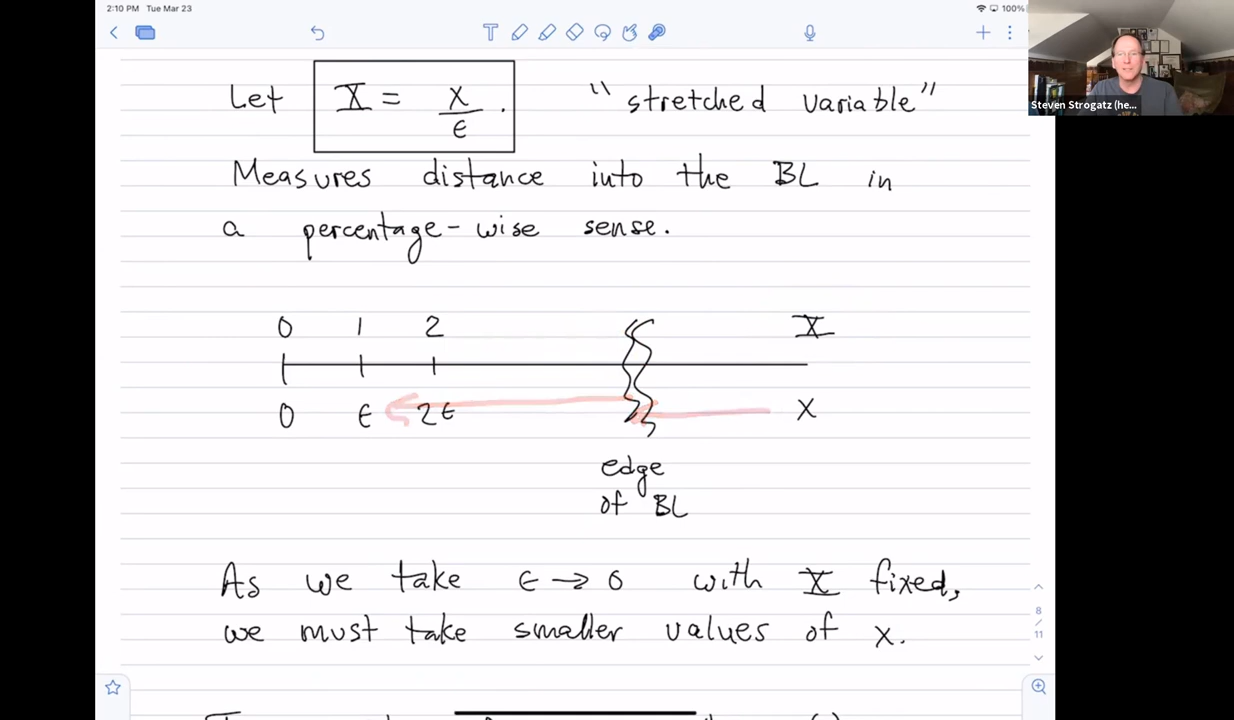 2:10 PM Tue Mar 23
100%
Let X = x/ϵ. "stretched variable"
Steven Strogatz (he...
Measures distance into the BL in
a percentage-wise sense.
0 1 2 X
0 ϵ 2ϵ x
edge
of BL
As we take ϵ → 0 with X fixed,
we must take smaller values of x.
8
/
11